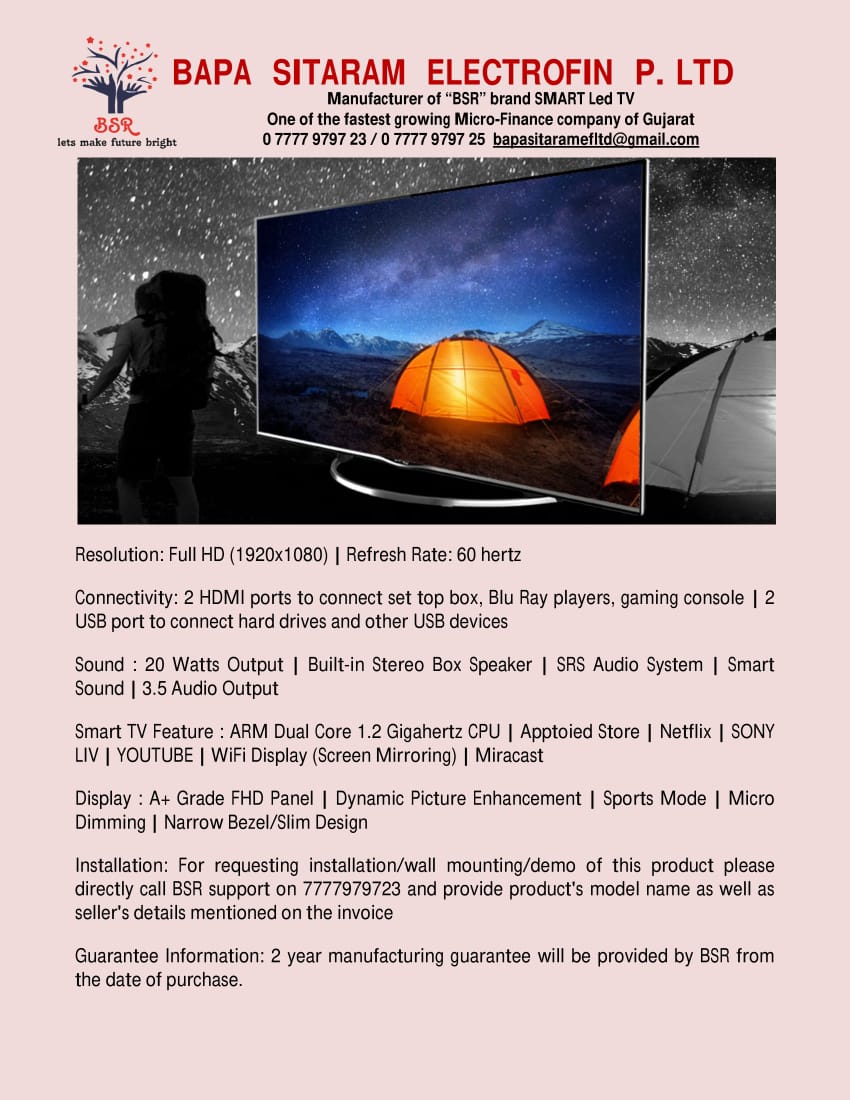 BSR
lets make future bright
BAPA SITARAM ELECTROFIN P. LTD
Manufacturer of “BSR” brand SMART Led TV
One of the fastest growing Micro-Finance company of Gujarat
0 7777 9797 23 / 0 7777 9797 25 bapasitaramefltd@gmail.com
Resolution: Full HD (1920x1080) | Refresh Rate: 60 hertz
Connectivity: 2 HDMI ports to connect set top box, Blu Ray players, gaming console | 2
USB port to connect hard drives and other USB devices
Sound : 20 Watts Output | Built-in Stereo Box Speaker | SRS Audio System | Smart
Sound | 3.5 Audio Output
Smart TV Feature : ARM Dual Core 1.2 Gigahertz CPU | Apptoied Store | Netflix | SONY
LIV | YOUTUBE | WiFi Display (Screen Mirroring) | Miracast
Display : A+ Grade FHD Panel | Dynamic Picture Enhancement | Sports Mode | Micro
Dimming | Narrow Bezel/Slim Design
Installation: For requesting installation/wall mounting/demo of this product please
directly call BSR support on 7777979723 and provide product's model name as well as
seller's details mentioned on the invoice
Guarantee Information: 2 year manufacturing guarantee will be provided by BSR from
the date of purchase.